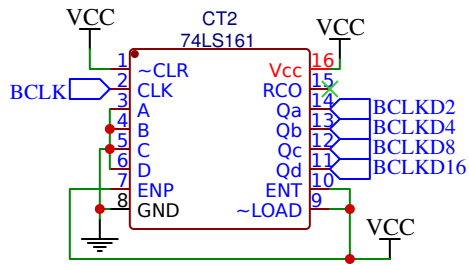 CT2
74LS161
VCC
VCC
1 ~CLR Vcc 16
BCLK 2 CLK RCO 15
3 A Qa 14 BCLKD2
4 B Qb 13 BCLKD4
5 C Qc 12 BCLKD8
6 D Qd 11 BCLKD16
7 ENP ENT 10
8 GND ~LOAD 9
VCC